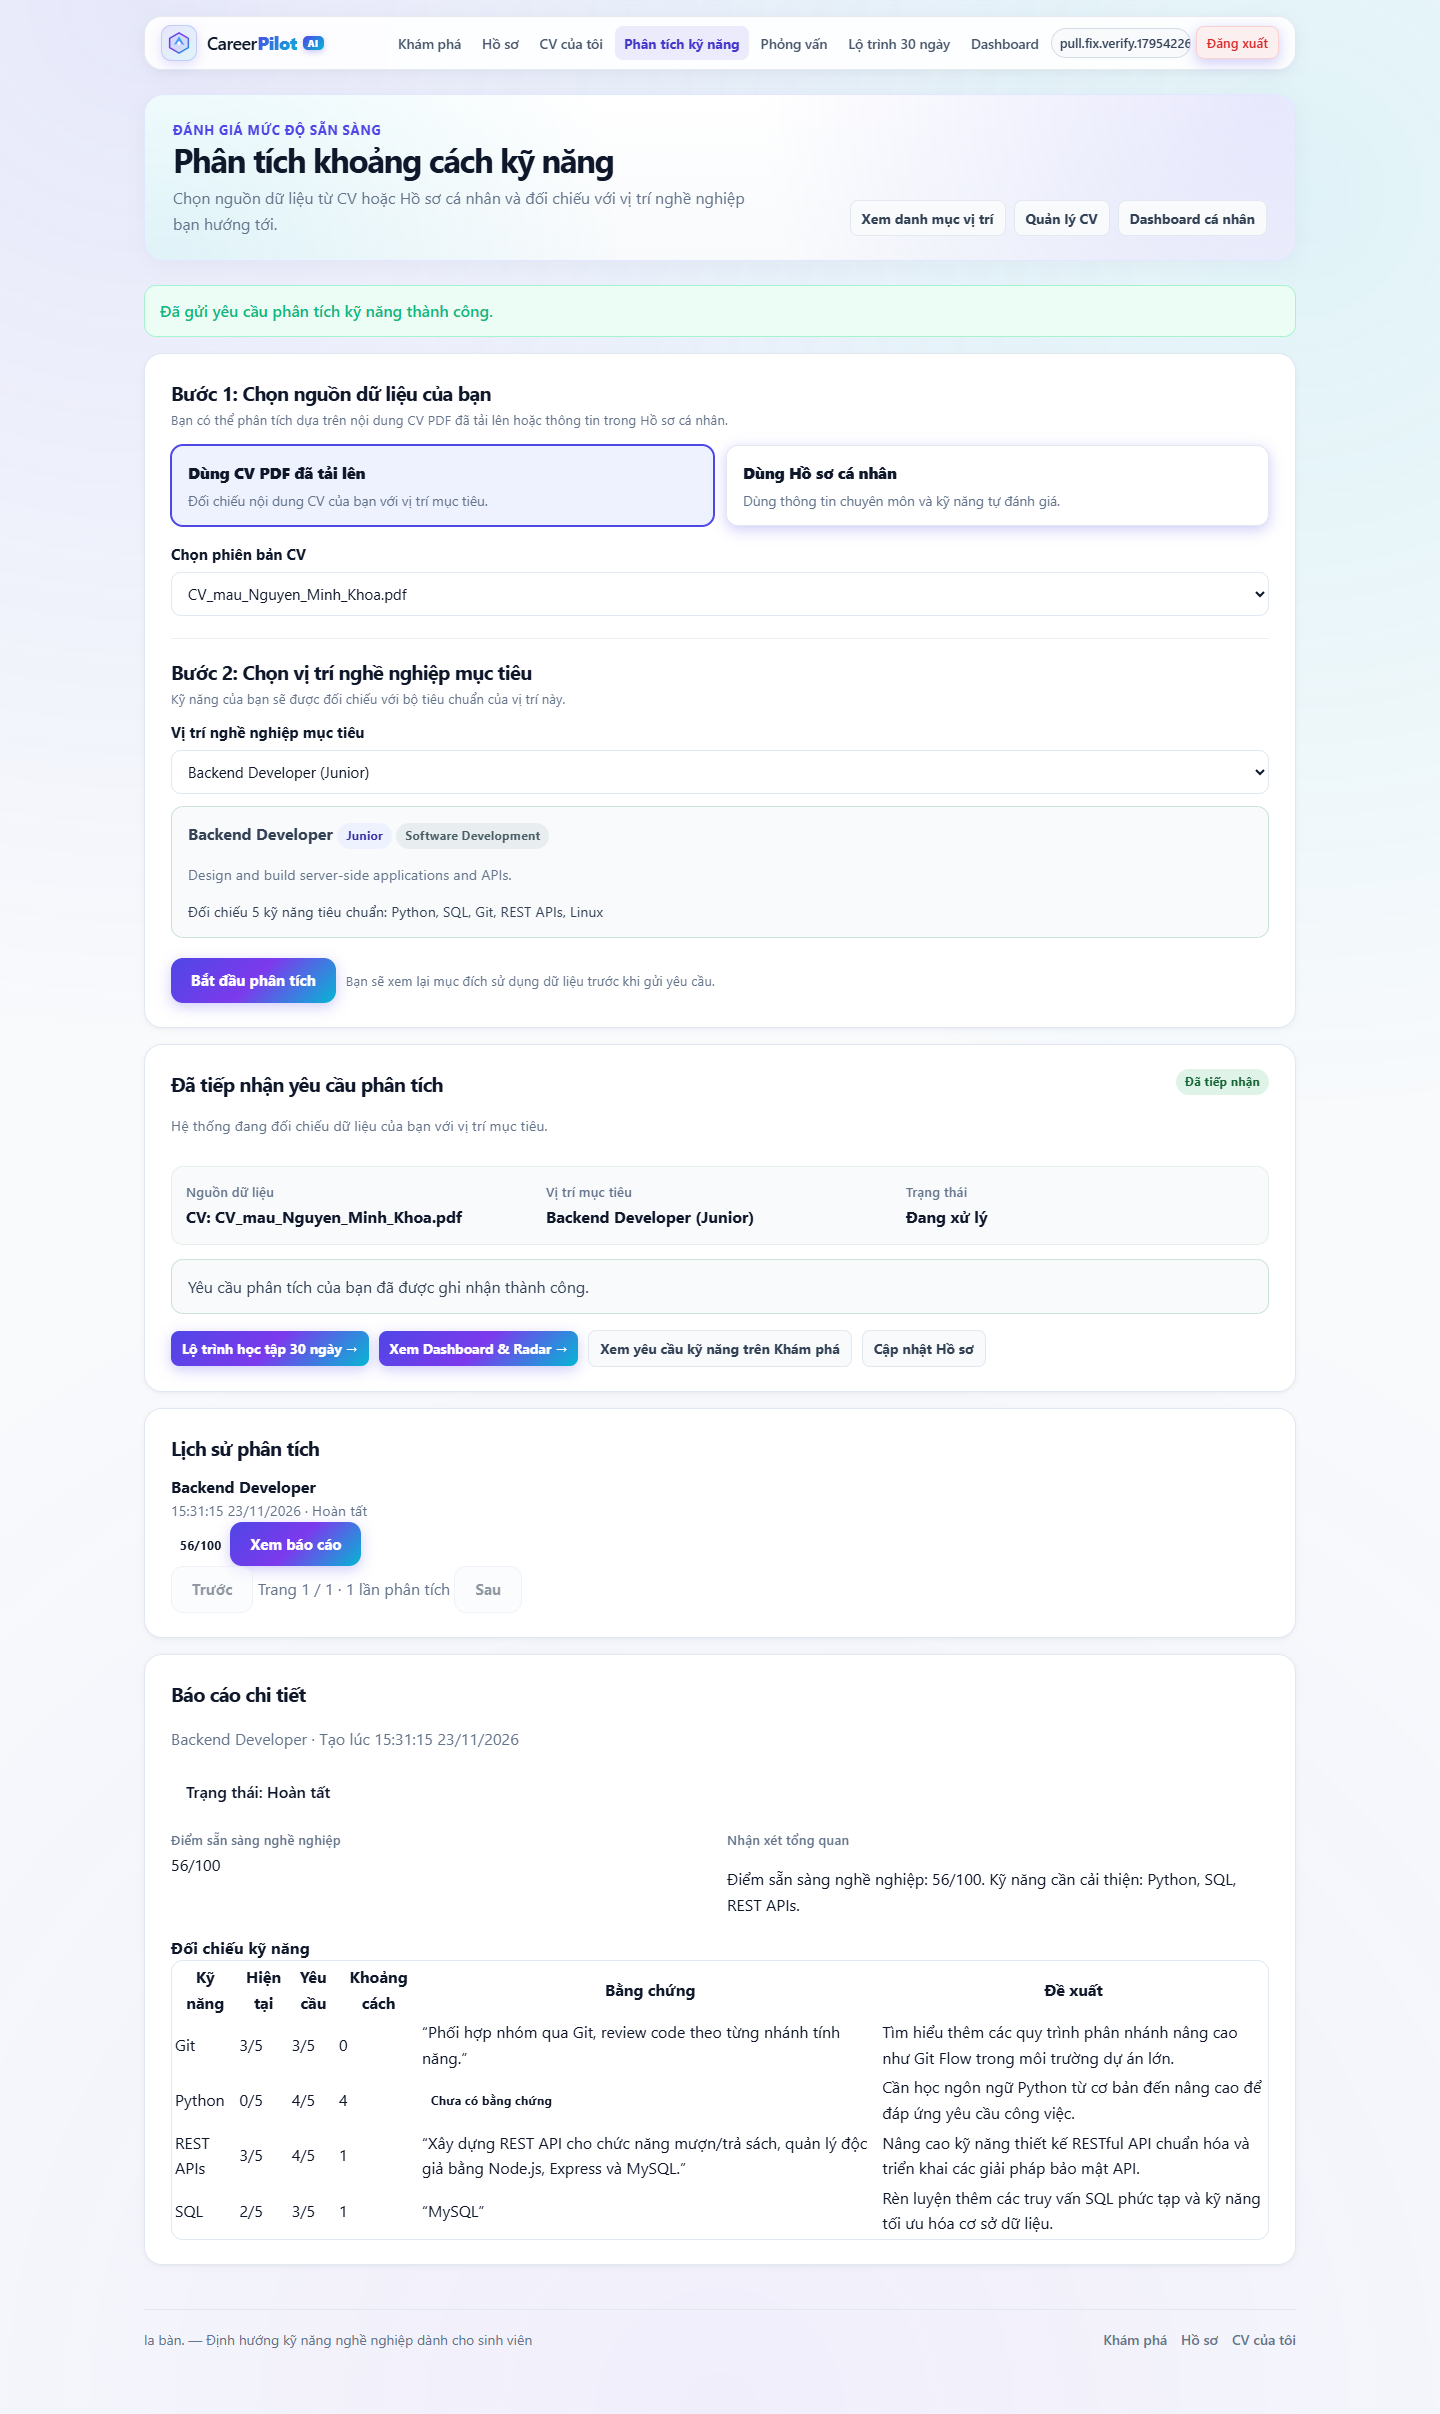 CareerPilot AI
Khám phá
Hồ sơ
CV của tôi
Phân tích kỹ năng
Phỏng vấn
Lộ trình 30 ngày
Dashboard
pull.fix.verify.17954226
Đăng xuất
ĐÁNH GIÁ MỨC ĐỘ SẴN SÀNG
Phân tích khoảng cách kỹ năng
Chọn nguồn dữ liệu từ CV hoặc Hồ sơ cá nhân và đối chiếu với vị trí nghề nghiệp
bạn hướng tới.
Xem danh mục vị trí
Quản lý CV
Dashboard cá nhân
Đã gửi yêu cầu phân tích kỹ năng thành công.
Bước 1: Chọn nguồn dữ liệu của bạn
Bạn có thể phân tích dựa trên nội dung CV PDF đã tải lên hoặc thông tin trong Hồ sơ cá nhân.
Dùng CV PDF đã tải lên
Đối chiếu nội dung CV của bạn với vị trí mục tiêu.
Dùng Hồ sơ cá nhân
Dùng thông tin chuyên môn và kỹ năng tự đánh giá.
Chọn phiên bản CV
CV_mau_Nguyen_Minh_Khoa.pdf
Bước 2: Chọn vị trí nghề nghiệp mục tiêu
Kỹ năng của bạn sẽ được đối chiếu với bộ tiêu chuẩn của vị trí này.
Vị trí nghề nghiệp mục tiêu
Backend Developer (Junior)
Backend Developer Junior Software Development
Design and build server-side applications and APIs.
Đối chiếu 5 kỹ năng tiêu chuẩn: Python, SQL, Git, REST APIs, Linux
Bắt đầu phân tích
Bạn sẽ xem lại mục đích sử dụng dữ liệu trước khi gửi yêu cầu.
Đã tiếp nhận yêu cầu phân tích
Đã tiếp nhận
Hệ thống đang đối chiếu dữ liệu của bạn với vị trí mục tiêu.
Nguồn dữ liệu
CV: CV_mau_Nguyen_Minh_Khoa.pdf
Vị trí mục tiêu
Backend Developer (Junior)
Trạng thái
Đang xử lý
Yêu cầu phân tích của bạn đã được ghi nhận thành công.
Lộ trình học tập 30 ngày →
Xem Dashboard & Radar →
Xem yêu cầu kỹ năng trên Khám phá
Cập nhật Hồ sơ
Lịch sử phân tích
Backend Developer
15:31:15 23/11/2026 · Hoàn tất
56/100
Xem báo cáo
Trước
Trang 1 / 1 · 1 lần phân tích
Sau
Báo cáo chi tiết
Backend Developer · Tạo lúc 15:31:15 23/11/2026
Trạng thái: Hoàn tất
Điểm sẵn sàng nghề nghiệp
56/100
Nhận xét tổng quan
Điểm sẵn sàng nghề nghiệp: 56/100. Kỹ năng cần cải thiện: Python, SQL,
REST APIs.
Đối chiếu kỹ năng
Kỹ năng
Hiện tại
Yêu cầu
Khoảng cách
Bằng chứng
Đề xuất
Git 3/5 3/5 0
“Phối hợp nhóm qua Git, review code theo từng nhánh tính
năng.”
Tìm hiểu thêm các quy trình phân nhánh nâng cao
như Git Flow trong môi trường dự án lớn.
Python 0/5 4/5 4 Chưa có bằng chứng
Cần học ngôn ngữ Python từ cơ bản đến nâng cao để
đáp ứng yêu cầu công việc.
REST APIs 3/5 4/5 1
“Xây dựng REST API cho chức năng mượn/trả sách, quản lý độc
giả bằng Node.js, Express và MySQL.”
Nâng cao kỹ năng thiết kế RESTful API chuẩn hóa và
triển khai các giải pháp bảo mật API.
SQL 2/5 3/5 1 “MySQL”
Rèn luyện thêm các truy vấn SQL phức tạp và kỹ năng
tối ưu hóa cơ sở dữ liệu.
la bàn. — Định hướng kỹ năng nghề nghiệp dành cho sinh viên
Khám phá
Hồ sơ
CV của tôi